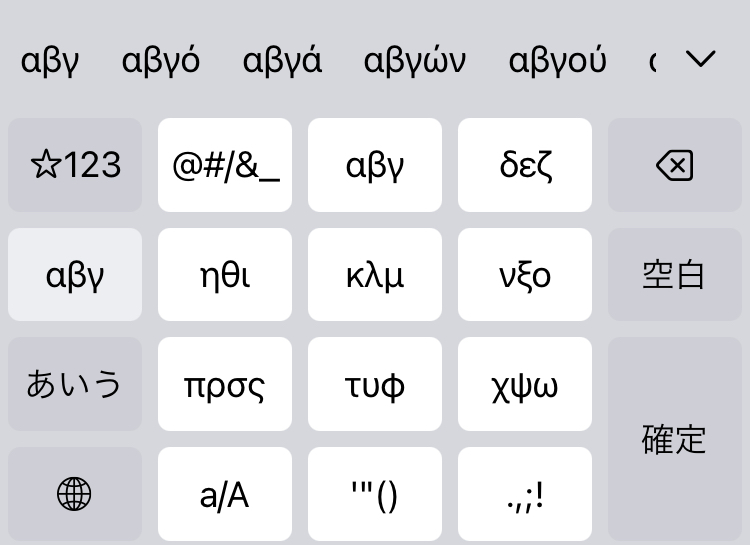 αβγ αβγό αβγά αβγών αβγού
☆123 @#/&_ αβγ δεζ
αβγ ηθι κλμ νξο 空白
あいう πρσς τυφ χψω
確定
a/A '"() .,;!